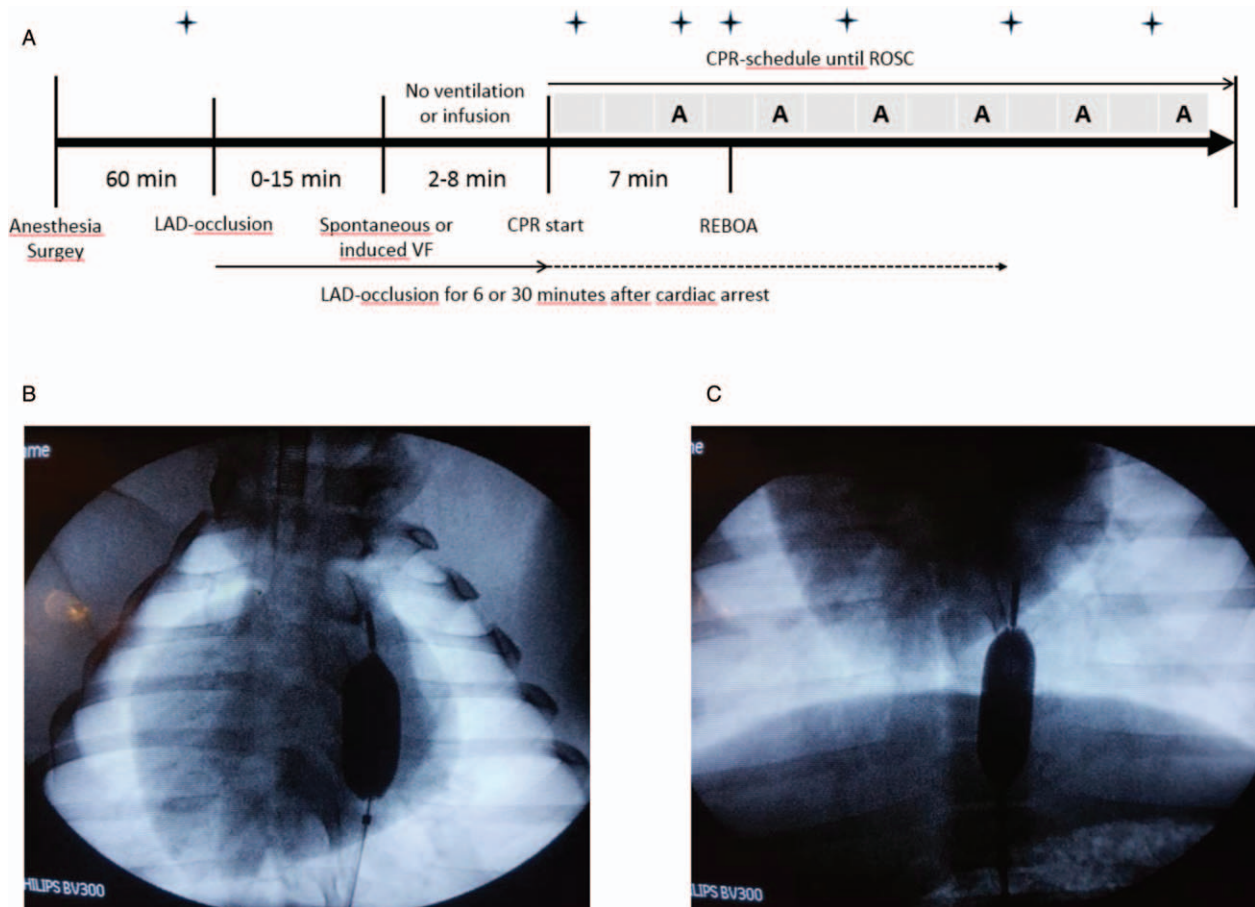 A
CPR-schedule until ROSC
No ventilation
or infusion
A A A A A A
60 min 0-15 min 2-8 min 7 min
Anesthesia
Surgey
LAD-occlusion
Spontaneous or
induced VF
CPR start
REBOA
LAD-occlusion for 6 or 30 minutes after cardiac arrest
B
C
me
ne
HILIPS BV300
ILIPS BV300